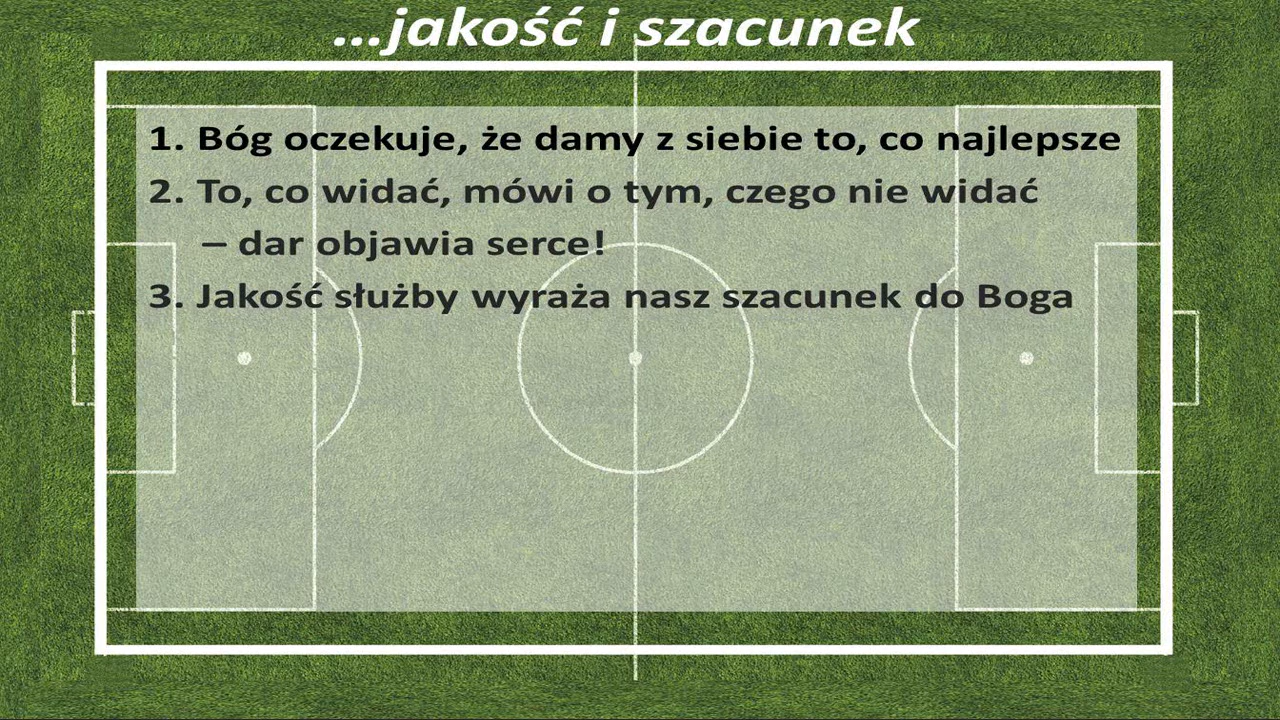 ...jakość i szacunek
1. Bóg oczekuje, że damy z siebie to, co najlepsze
2. To, co widać, mówi o tym, czego nie widać
– dar objawia serce!
3. Jakość służby wyraża nasz szacunek do Boga